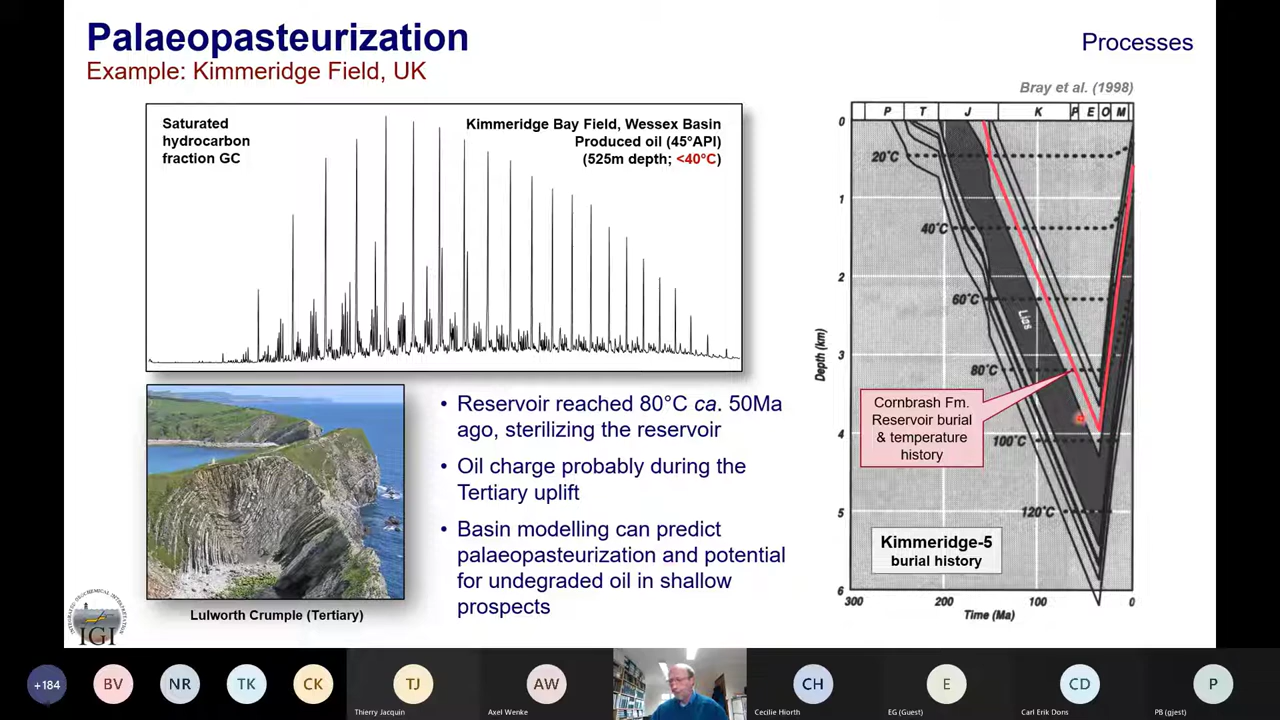 Palaeopasteurization
Processes
Example: Kimmeridge Field, UK
Bray et al. (1998)
Saturated
hydrocarbon
fraction GC
Kimmeridge Bay Field, Wessex Basin
Produced oil (45°API)
(525m depth; <40°C)
P T J K P E O M
0
20°C
1
40°C
2
60°C
Lias
3
80°C
4
100°C
5
120°C
6
Depth (km)
Cornbrash Fm.
Reservoir burial
& temperature
history
Kimmeridge-5
burial history
300 200 100 0
Time (Ma)
• Reservoir reached 80°C ca. 50Ma
ago, sterilizing the reservoir
• Oil charge probably during the
Tertiary uplift
• Basin modelling can predict
palaeopasteurization and potential
for undegraded oil in shallow
prospects
Lulworth Crumple (Tertiary)
IGI
+184
BV
NR
TK
CK
TJ
Thierry Jacquin
AW
Axel Wenke
CH
Cecilie Hiorth
E
EG (Guest)
CD
Carl Erik Dons
P
PB (gjest)